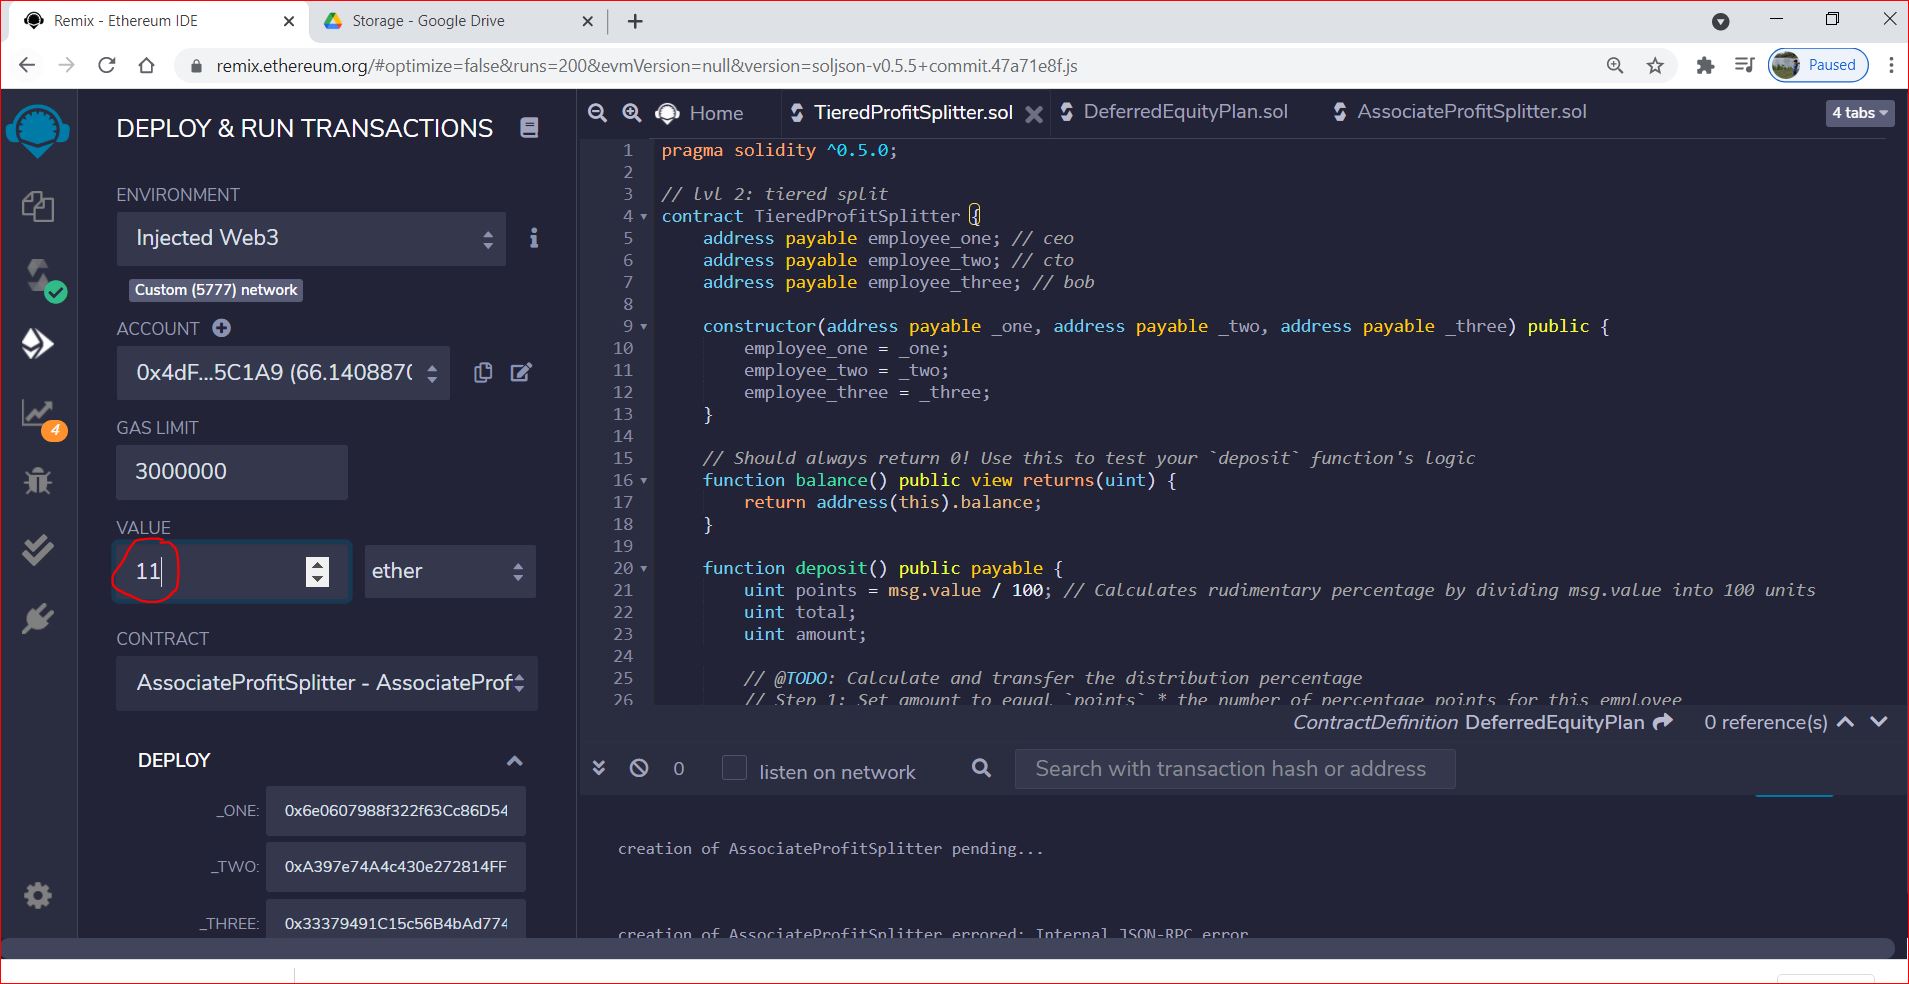 Remix - Ethereum IDE
Storage - Google Drive
remix.ethereum.org/#optimize=false&runs=200&evmVersion=null&version=soljson-v0.5.5+commit.47a71e8f.js
Paused
DEPLOY & RUN TRANSACTIONS
ENVIRONMENT
Injected Web3
Custom (5777) network
ACCOUNT
0x4dF...5C1A9 (66.1408870
GAS LIMIT
3000000
VALUE
11
ether
CONTRACT
AssociateProfitSplitter - AssociateProf
DEPLOY
_ONE: 0x6e0607988f322f63Cc86D54
_TWO: 0xA397e74A4c430e272814FF
_THREE: 0x33379491C15c56B4bAd774
4
Home
TieredProfitSplitter.sol
DeferredEquityPlan.sol
AssociateProfitSplitter.sol
4 tabs
1 pragma solidity ^0.5.0;
2
3 // lvl 2: tiered split
4 contract TieredProfitSplitter {
5 address payable employee_one; // ceo
6 address payable employee_two; // cto
7 address payable employee_three; // bob
8
9 constructor(address payable _one, address payable _two, address payable _three) public {
10 employee_one = _one;
11 employee_two = _two;
12 employee_three = _three;
13 }
14
15 // Should always return 0! Use this to test your `deposit` function's logic
16 function balance() public view returns(uint) {
17 return address(this).balance;
18 }
19
20 function deposit() public payable {
21 uint points = msg.value / 100; // Calculates rudimentary percentage by dividing msg.value into 100 units
22 uint total;
23 uint amount;
24
25 // @TODO: Calculate and transfer the distribution percentage
26 // Step 1: Set amount to equal `points` * the number of percentage points for this employee
ContractDefinition DeferredEquityPlan
0 reference(s)
0
listen on network
Search with transaction hash or address
creation of AssociateProfitSplitter pending...
creation of AssociateProfitSplitter errored: Internal JSON-RPC error